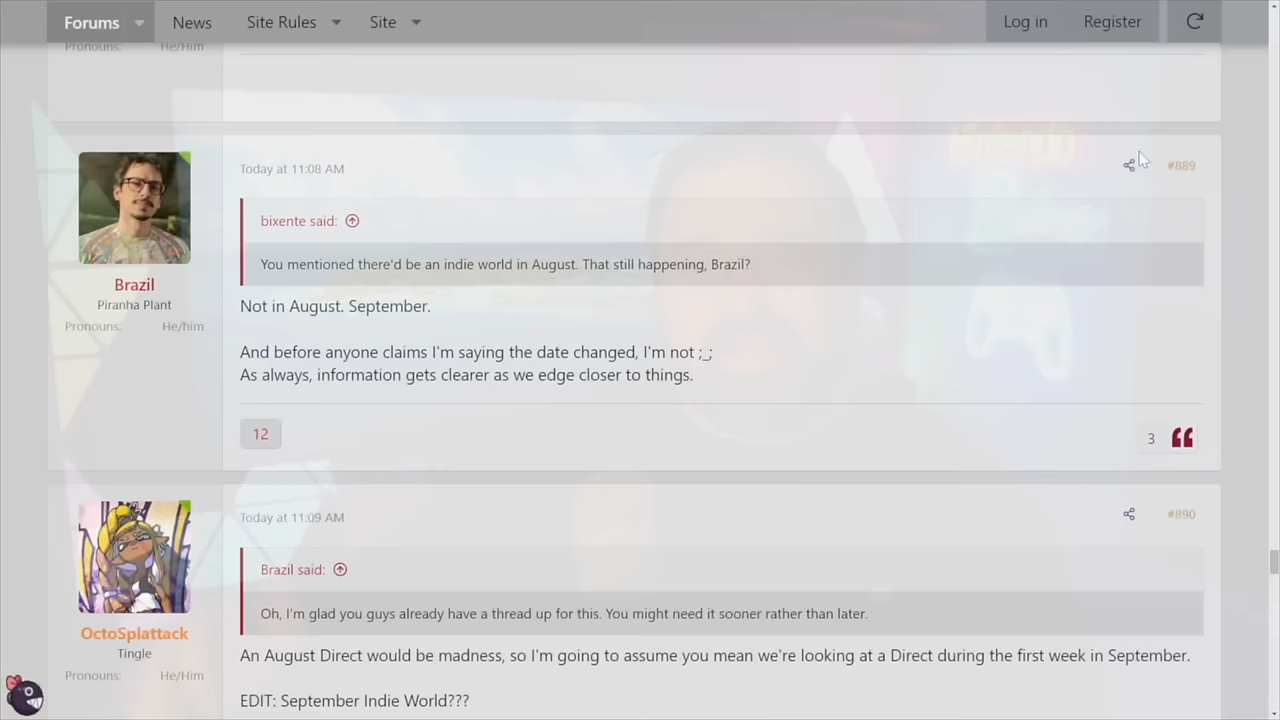 Forums
News
Site Rules
Site
Log in
Register
Pronouns: He/Him
Today at 11:08 AM
#889
bixente said:
You mentioned there'd be an indie world in August. That still happening, Brazil?
Brazil
Piranha Plant
Pronouns: He/him
Not in August. September.
And before anyone claims I'm saying the date changed, I'm not ;_;
As always, information gets clearer as we edge closer to things.
12
3
Today at 11:09 AM
#890
Brazil said:
Oh, I'm glad you guys already have a thread up for this. You might need it sooner rather than later.
OctoSplattack
Tingle
Pronouns: He/Him
An August Direct would be madness, so I'm going to assume you mean we're looking at a Direct during the first week in September.
EDIT: September Indie World???
Nintendo